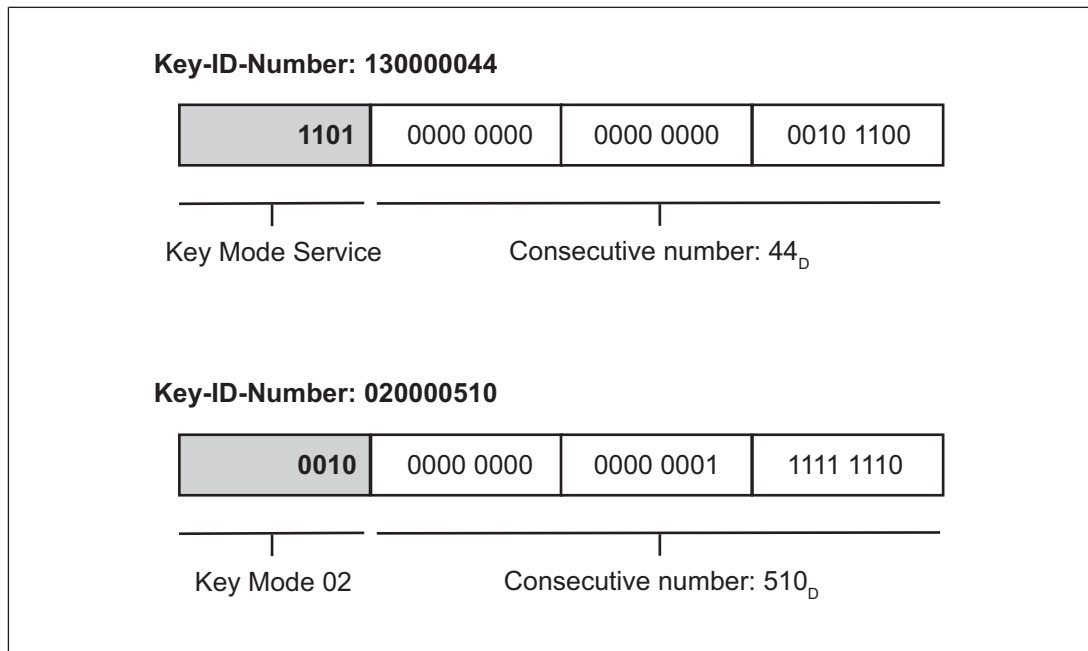 Key-ID-Number: 130000044
1101 0000 0000 0000 0000 0010 1100
Key Mode Service Consecutive number: 44D
Key-ID-Number: 020000510
0010 0000 0000 0000 0001 1111 1110
Key Mode 02 Consecutive number: 510D